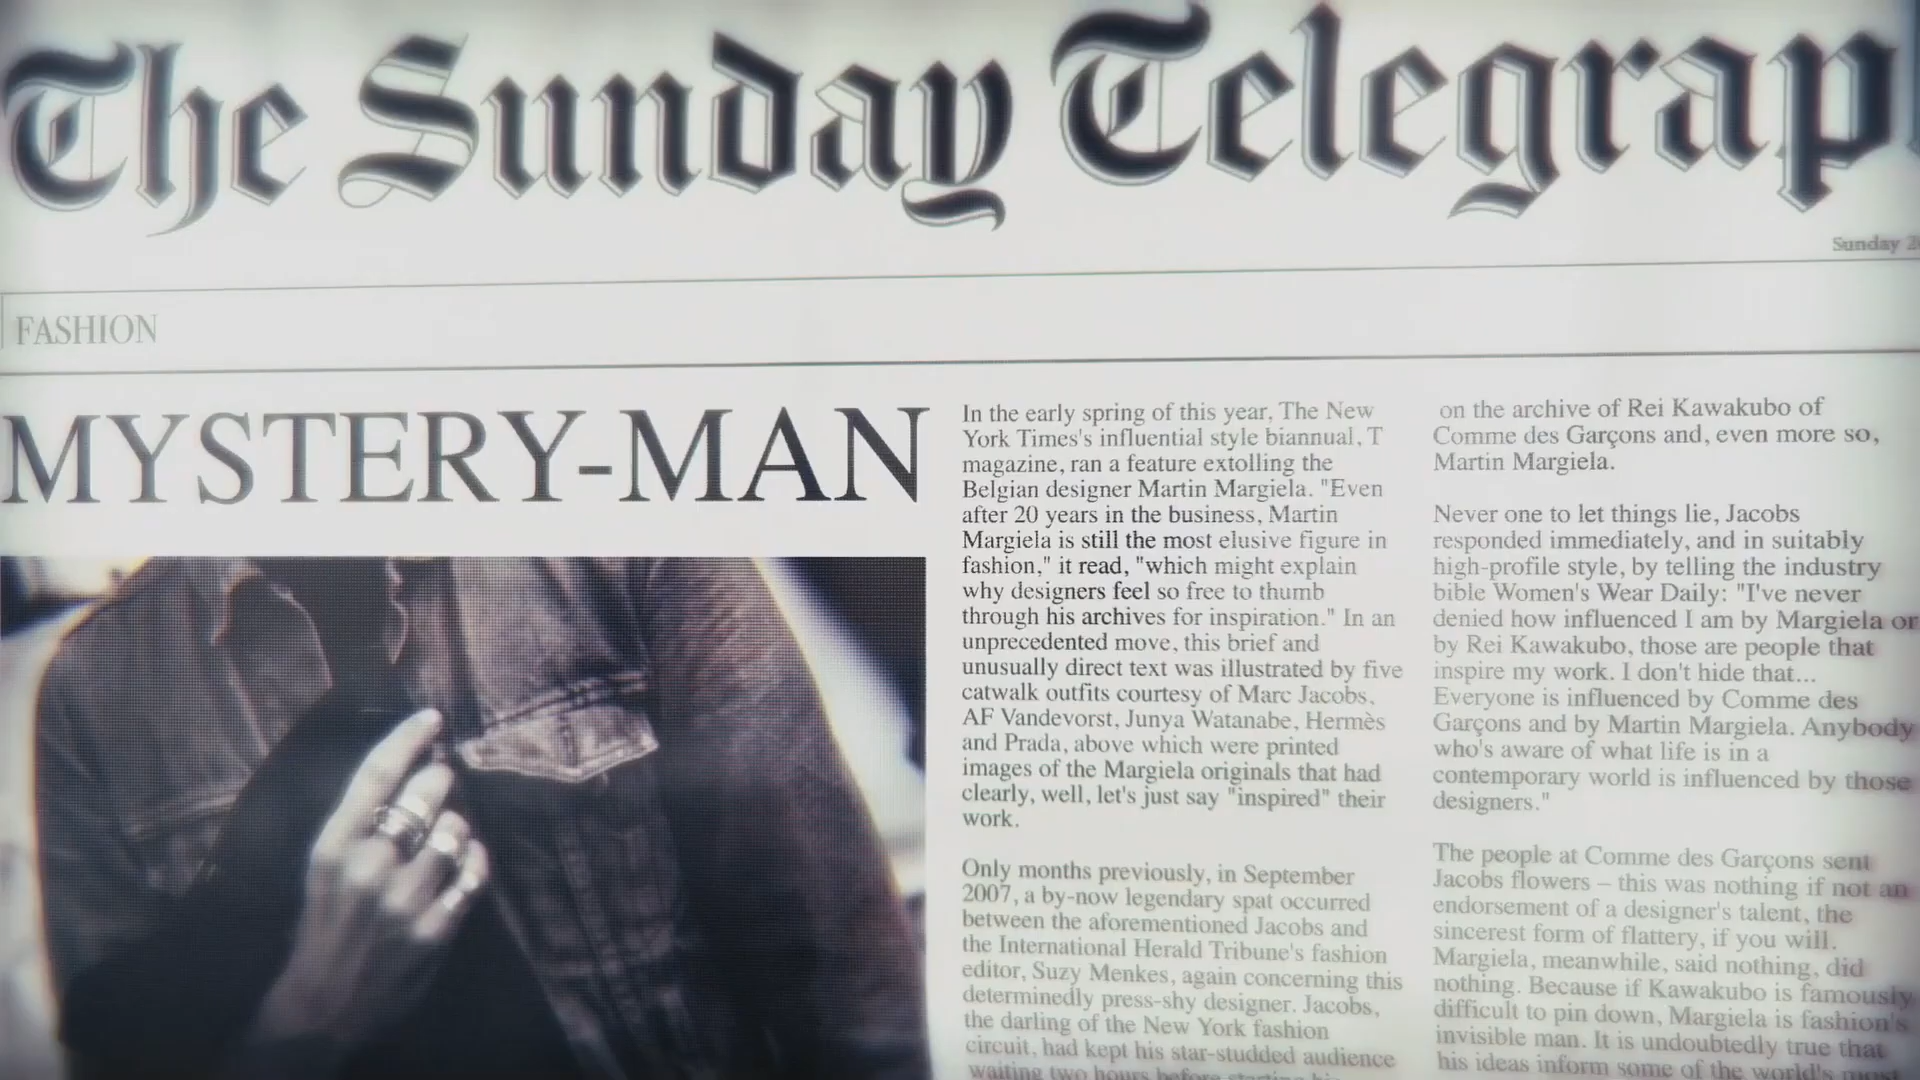 The Sunday Telegrap
Sunday 2
FASHION
MYSTERY-MAN
In the early spring of this year, The New
York Times's influential style biannual, T
magazine, ran a feature extolling the
Belgian designer Martin Margiela. "Even
after 20 years in the business, Martin
Margiela is still the most elusive figure in
fashion," it read, "which might explain
why designers feel so free to thumb
through his archives for inspiration." In an
unprecedented move, this brief and
unusually direct text was illustrated by five
catwalk outfits courtesy of Marc Jacobs,
AF Vandevorst, Junya Watanabe, Hermès
and Prada, above which were printed
images of the Margiela originals that had
clearly, well, let's just say "inspired" their
work.
Only months previously, in September
2007, a by-now legendary spat occurred
between the aforementioned Jacobs and
the International Herald Tribune's fashion
editor, Suzy Menkes, again concerning this
determinedly press-shy designer. Jacobs,
the darling of the New York fashion
circuit, had kept his star-studded audience
waiting two hours before starting his
on the archive of Rei Kawakubo of
Comme des Garçons and, even more so,
Martin Margiela.
Never one to let things lie, Jacobs
responded immediately, and in suitably
high-profile style, by telling the industry
bible Women's Wear Daily: "I've never
denied how influenced I am by Margiela or
by Rei Kawakubo, those are people that
inspire my work. I don't hide that...
Everyone is influenced by Comme des
Garçons and by Martin Margiela. Anybody
who's aware of what life is in a
contemporary world is influenced by those
designers."
The people at Comme des Garçons sent
Jacobs flowers – this was nothing if not an
endorsement of a designer's talent, the
sincerest form of flattery, if you will.
Margiela, meanwhile, said nothing, did
nothing. Because if Kawakubo is famously
difficult to pin down, Margiela is fashion's
invisible man. It is undoubtedly true that
his ideas inform some of the world's most